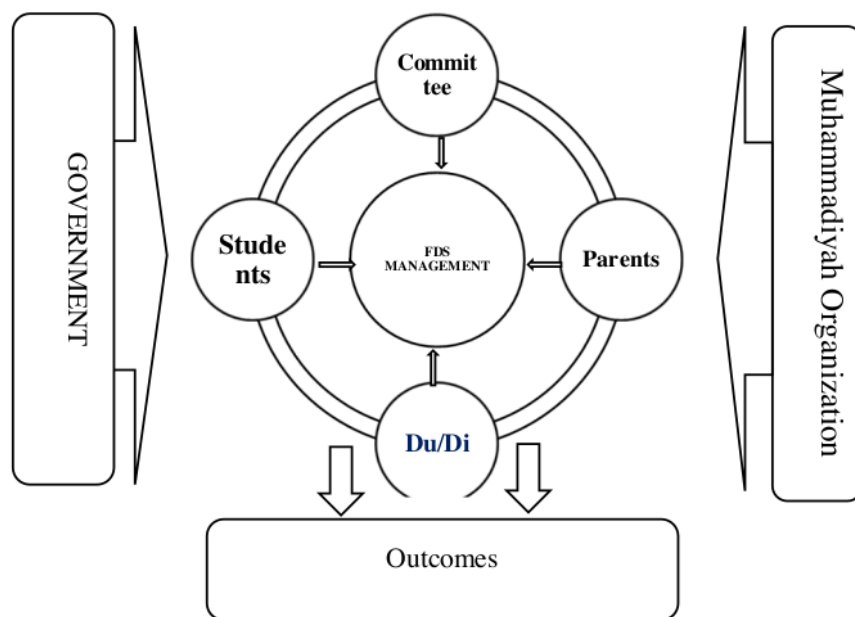 GOVERNMENT
Commit
tee
Stude
nts
FDS
MANAGEMENT
Parents
Du/Di
Muhammadiyah Organization
Outcomes